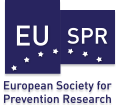 EU SPR
European Society for
Prevention Research